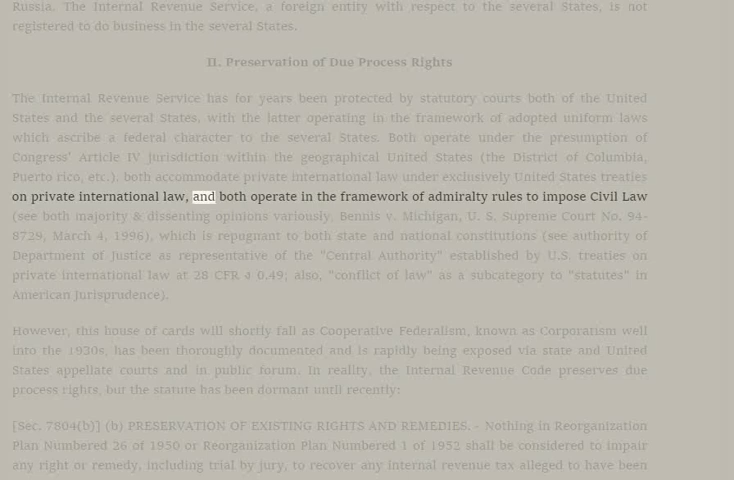 Russia. The Internal Revenue Service, a foreign entity with respect to the several States, is not
registered to do business in the several States.
II. Preservation of Due Process Rights
The Internal Revenue Service has for years been protected by statutory courts both of the United
States and the several States, with the latter operating in the framework of adopted uniform laws
which ascribe a federal character to the several States. Both operate under the presumption of
Congress' Article IV jurisdiction within the geographical United States (the District of Columbia,
Puerto rico, etc.), both accommodate private international law under exclusively United States treaties
on private international law, and both operate in the framework of admiralty rules to impose Civil Law
(see both majority & dissenting opinions variously, Bennis v. Michigan, U. S. Supreme Court No. 94-
8729, March 4, 1996), which is repugnant to both state and national constitutions (see authority of
Department of Justice as representative of the "Central Authority" established by U.S. treaties on
private international law at 28 CFR § 0.49; also, "conflict of law" as a subcategory to "statutes" in
American Jurisprudence).
However, this house of cards will shortly fall as Cooperative Federalism, known as Corporatism well
into the 1930s, has been thoroughly documented and is rapidly being exposed via state and United
States appellate courts and in public forum. In reality, the Internal Revenue Code preserves due
process rights, but the statute has been dormant until recently:
[Sec. 7804(b)] (b) PRESERVATION OF EXISTING RIGHTS AND REMEDIES. - Nothing in Reorganization
Plan Numbered 26 of 1950 or Reorganization Plan Numbered 1 of 1952 shall be considered to impair
any right or remedy, including trial by jury, to recover any internal revenue tax alleged to have been